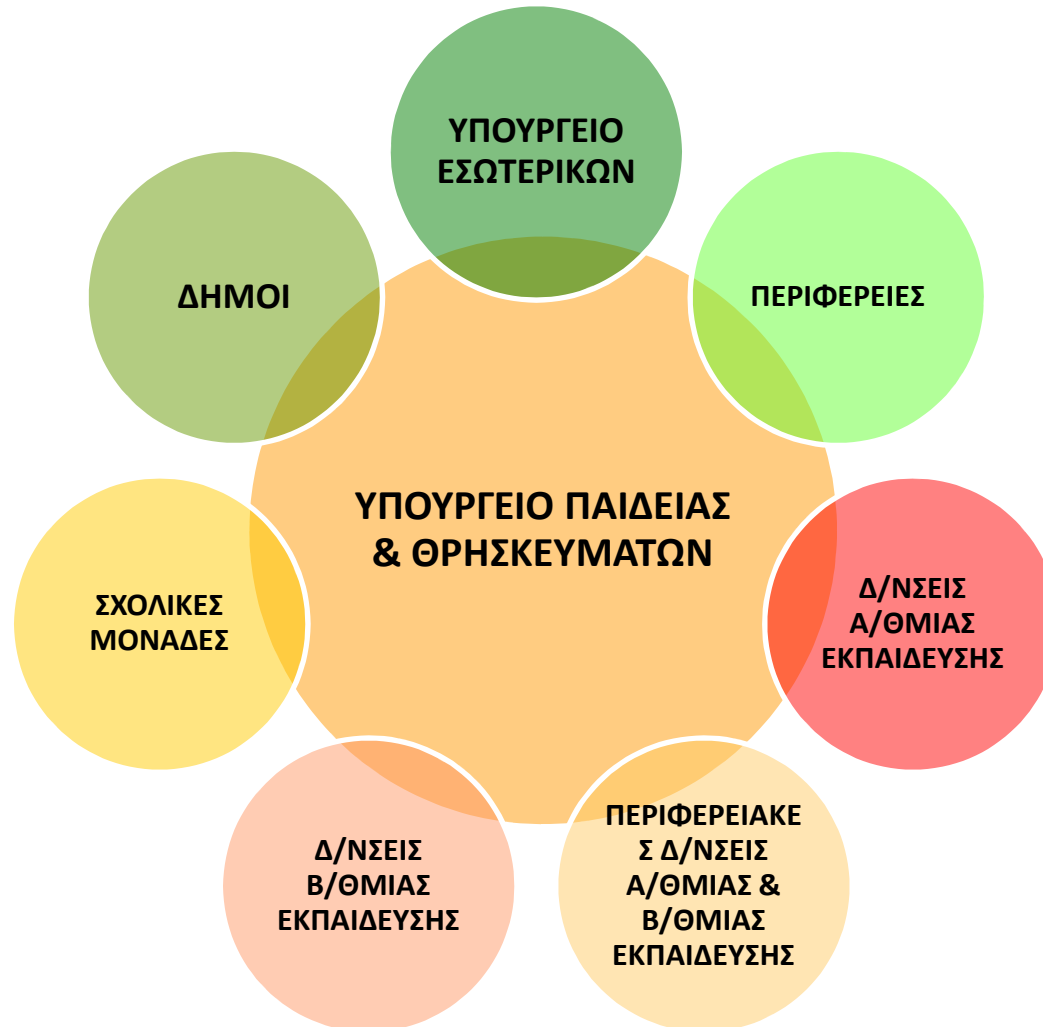 ΥΠΟΥΡΓΕΙΟ
ΕΣΩΤΕΡΙΚΩΝ
ΔΗΜΟΙ
ΠΕΡΙΦΕΡΕΙΕΣ
ΥΠΟΥΡΓΕΙΟ ΠΑΙΔΕΙΑΣ
& ΘΡΗΣΚΕΥΜΑΤΩΝ
ΣΧΟΛΙΚΕΣ
ΜΟΝΑΔΕΣ
Δ/ΝΣΕΙΣ
Α/ΘΜΙΑΣ
ΕΚΠΑΙΔΕΥΣΗΣ
Δ/ΝΣΕΙΣ
Β/ΘΜΙΑΣ
ΕΚΠΑΙΔΕΥΣΗΣ
ΠΕΡΙΦΕΡΕΙΑΚΕ
Σ Δ/ΝΣΕΙΣ
Α/ΘΜΙΑΣ &
Β/ΘΜΙΑΣ
ΕΚΠΑΙΔΕΥΣΗΣ